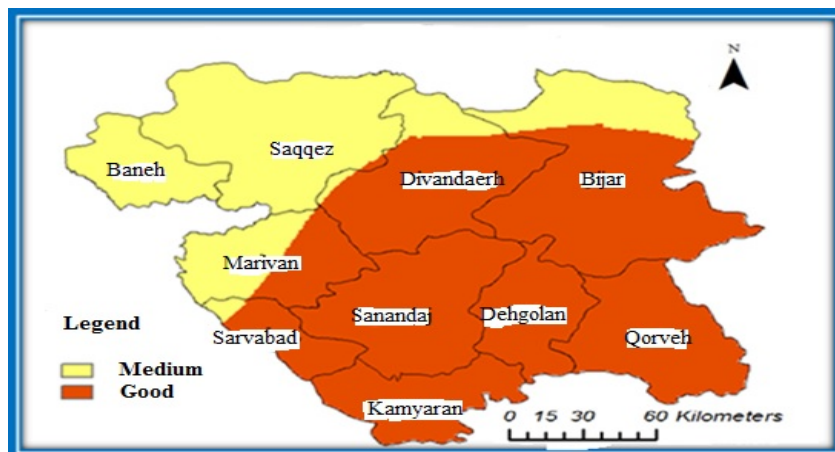 N
Baneh
Saqqez
Divandaerh
Bijar
Marivan
Sanandaj
Dehgolan
Sarvabad
Qorveh
Kamyaran
Legend
Medium
Good
0 15 30 60 Kilometers